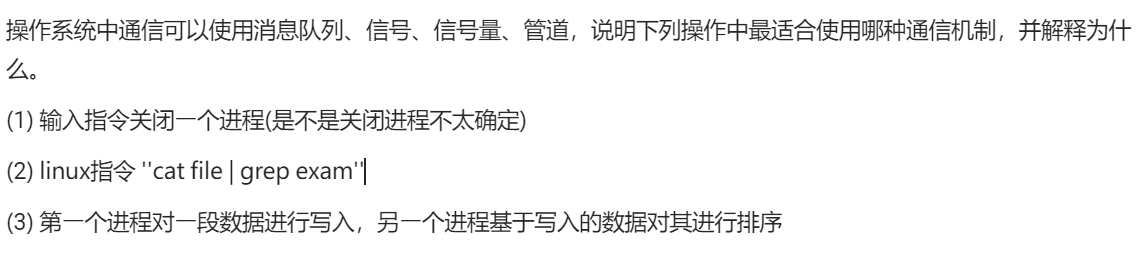 操作系统中通信可以使用消息队列、信号、信号量、管道，说明下列操作中最适合使用哪种通信机制，并解释为什
么。
(1) 输入指令关闭一个进程(是不是关闭进程不太确定)
(2) linux指令 ''cat file | grep exam''
(3) 第一个进程对一段数据进行写入，另一个进程基于写入的数据对其进行排序